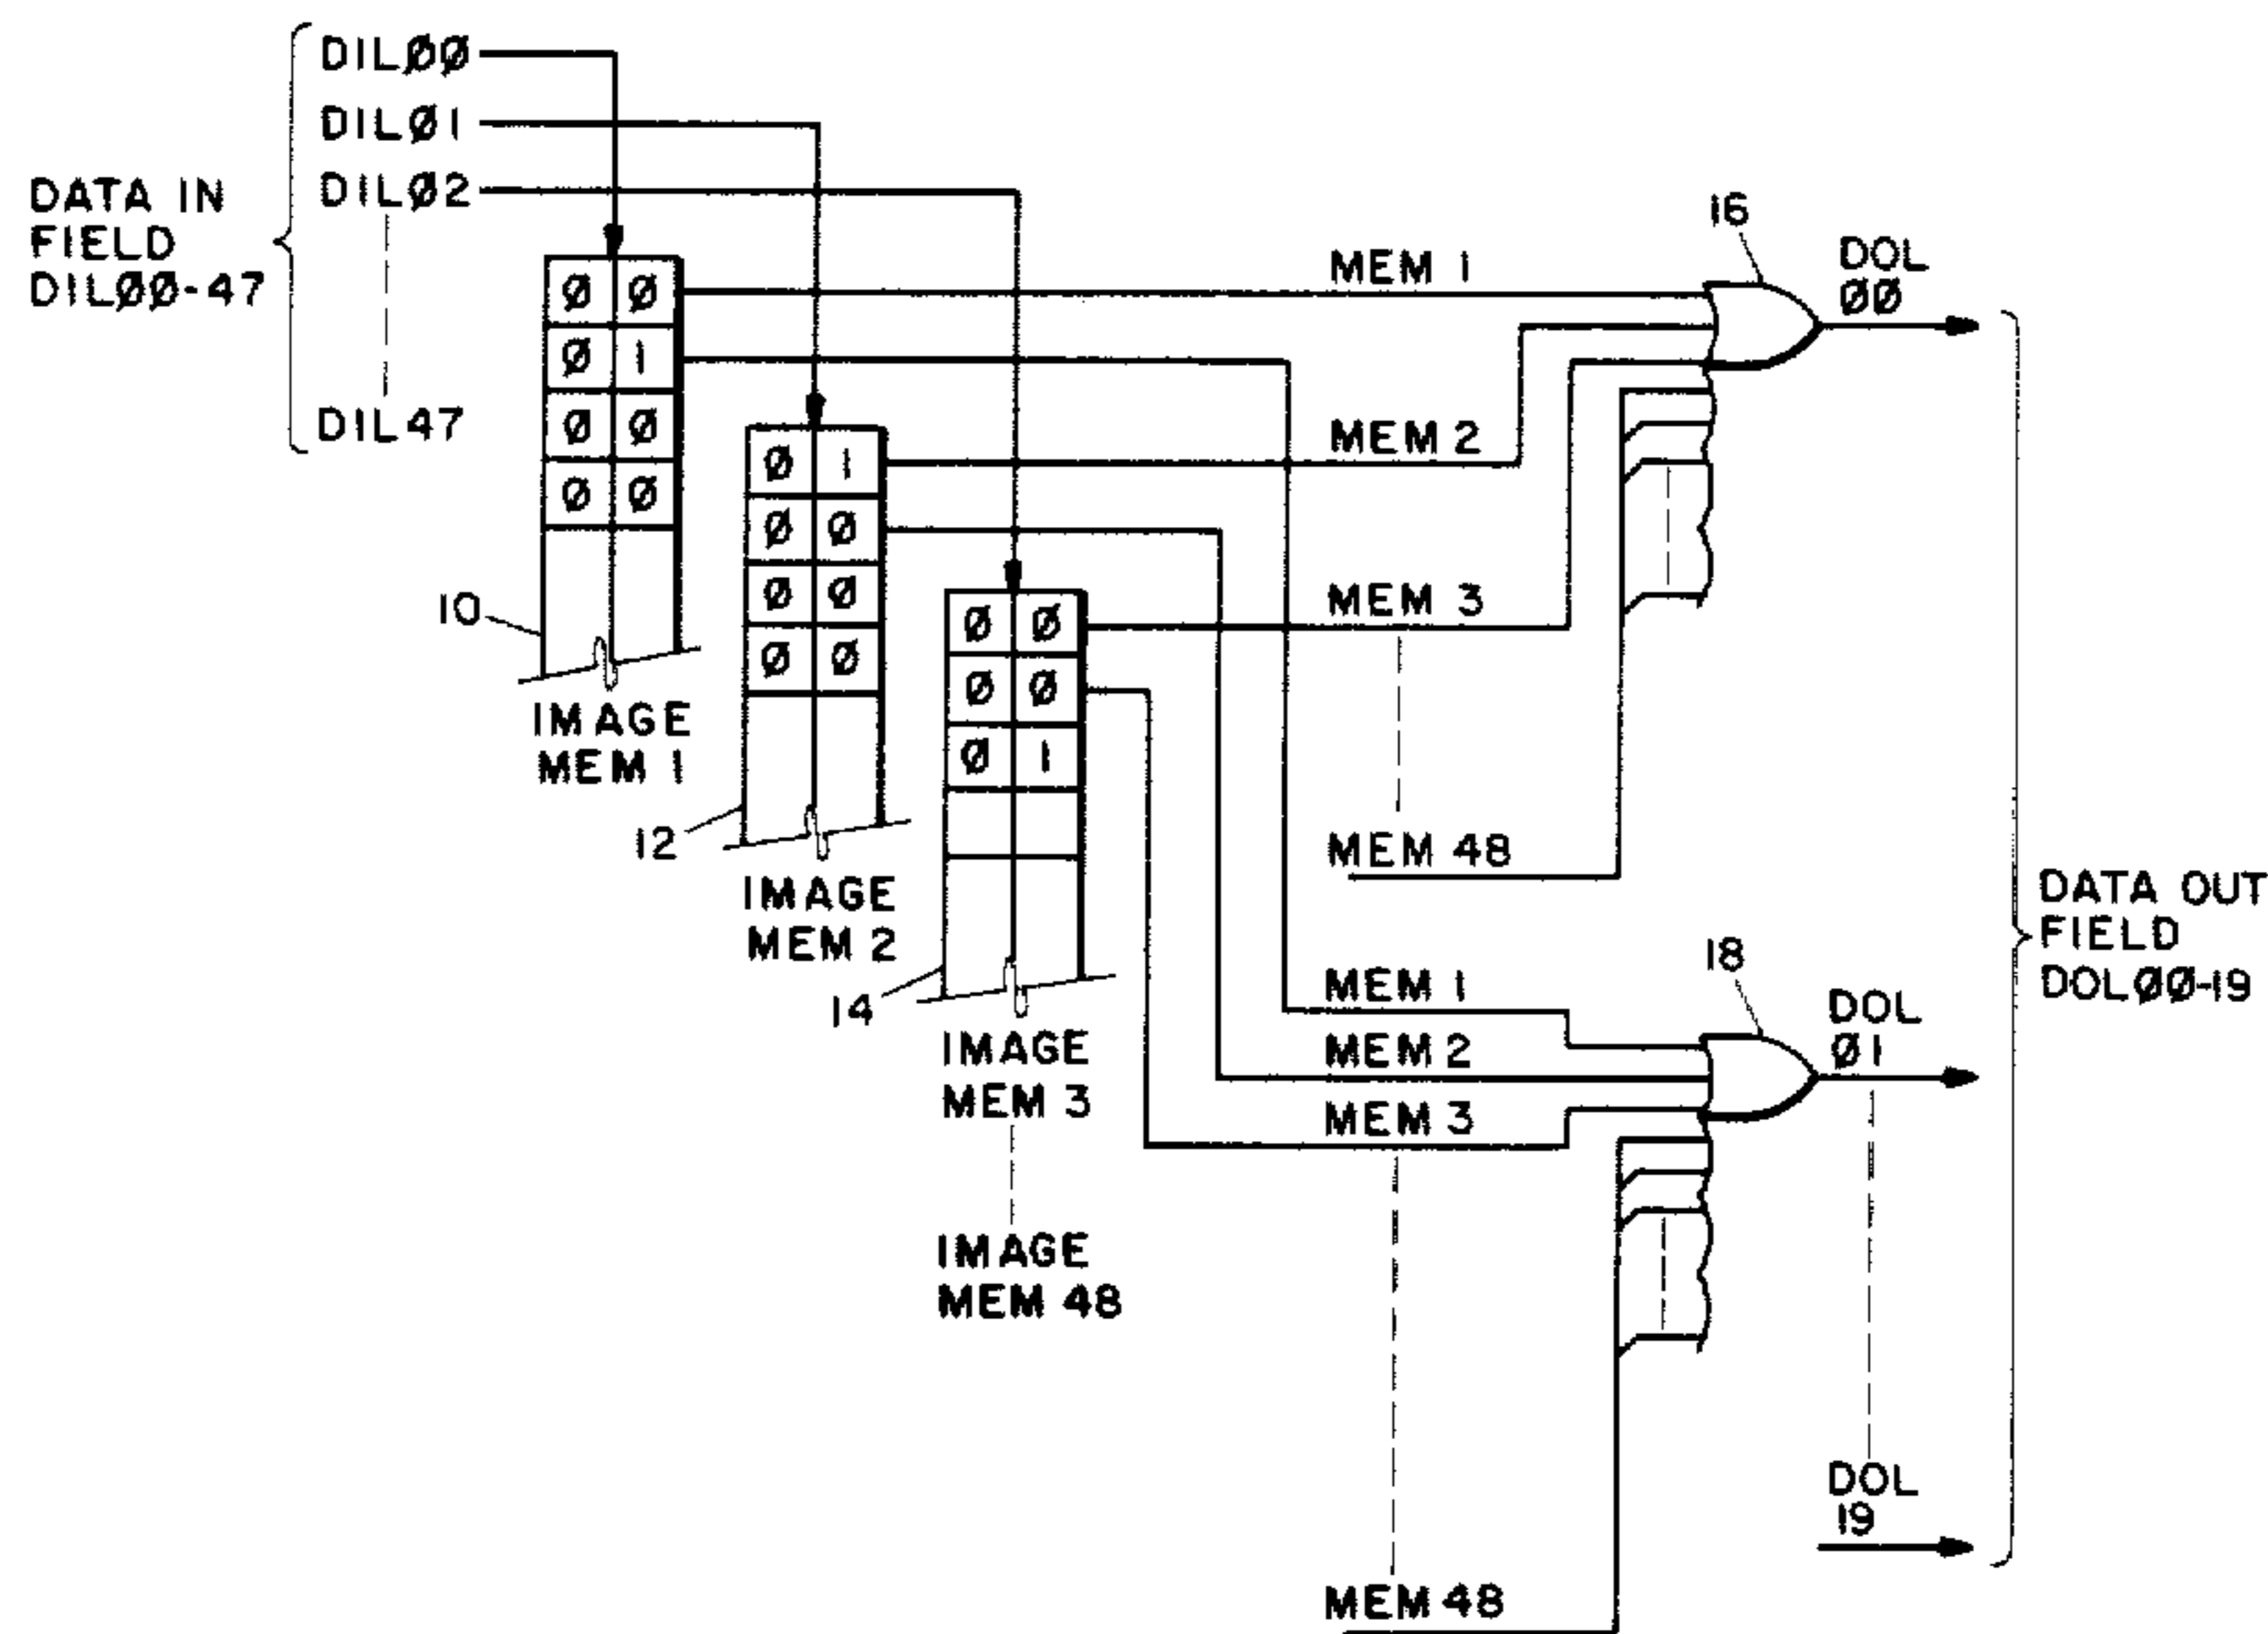 DILØØ
DILØ1
DILØ2
DATA IN
FIELD
DILØØ-47
DIL47
Ø Ø
Ø 1
Ø Ø
Ø Ø
10
IMAGE
MEM 1
Ø 1
Ø Ø
Ø Ø
Ø Ø
12
IMAGE
MEM 2
Ø Ø
Ø Ø
Ø 1
14
IMAGE
MEM 3
IMAGE
MEM 48
MEM 1
MEM 2
MEM 3
MEM 48
16
DOL
ØØ
MEM 1
MEM 2
MEM 3
MEM 48
18
DOL
Ø1
DOL
19
DATA OUT
FIELD
DOLØØ-19